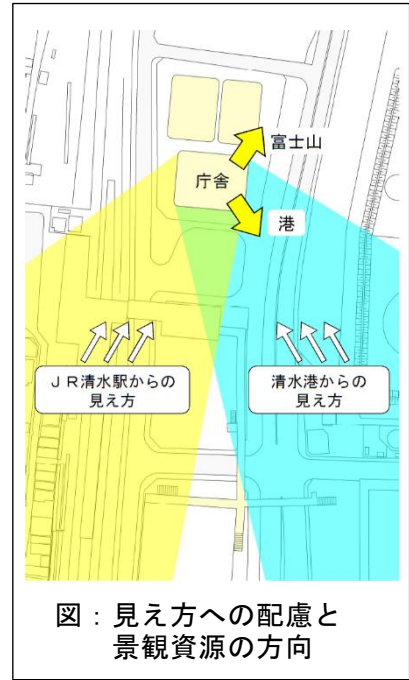 富士山
庁舎
港
ＪＲ清水駅からの
見え方
清水港からの
見え方
図：見え方への配慮と
景観資源の方向